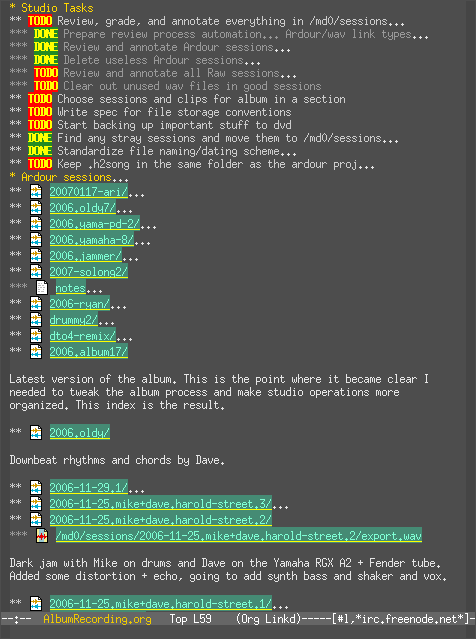 * Studio Tasks
** TODO Review, grade, and annotate everything in /md0/sessions...
*** DONE Prepare review process automation... Ardour/wav link types...
*** DONE Review and annotate Ardour sessions...
*** DONE Delete useless Ardour sessions...
*** TODO Review and annotate all Raw sessions...
*** TODO Clear out unused wav files in good sessions
** TODO Choose sessions and clips for album in a section
** TODO Write spec for file storage conventions
** TODO Start backing up important stuff to dvd
** DONE Find any stray sessions and move them to /md0/sessions...
** DONE Standardize file naming/dating scheme...
** TODO Keep .h2song in the same folder as the ardour proj...
* Ardour sessions...
** 20070117-ari/...
** 2006.oldy7/...
** 2006.yama-pd-2/...
** 2006.yamaha-8/...
** 2006.jammer/...
** 2007-solong2/
*** notes...
** 2006-ryan/...
** drummy2/...
** dto4-remix/...
** 2006.album17/
Latest version of the album. This is the point where it became clear I
needed to tweak the album process and make studio operations more
organized. This index is the result.
** 2006.oldy/
Downbeat rhythms and chords by Dave.
** 2006-11-29.1/...
** 2006-11-25.mike+dave.harold-street.3/...
** 2006-11-25.mike+dave.harold-street.2/
*** /md0/sessions/2006-11-25.mike+dave.harold-street.2/export.wav
Dark jam with Mike on drums and Dave on the Yamaha RGX A2 + Fender tube.
Added some distortion + echo, going to add synth bass and shaker and vox.
** 2006-11-25.mike+dave.harold-street.1/...
--:-- AlbumRecording.org Top L59 (Org Linkd)-----[#l,*irc.freenode.net*]